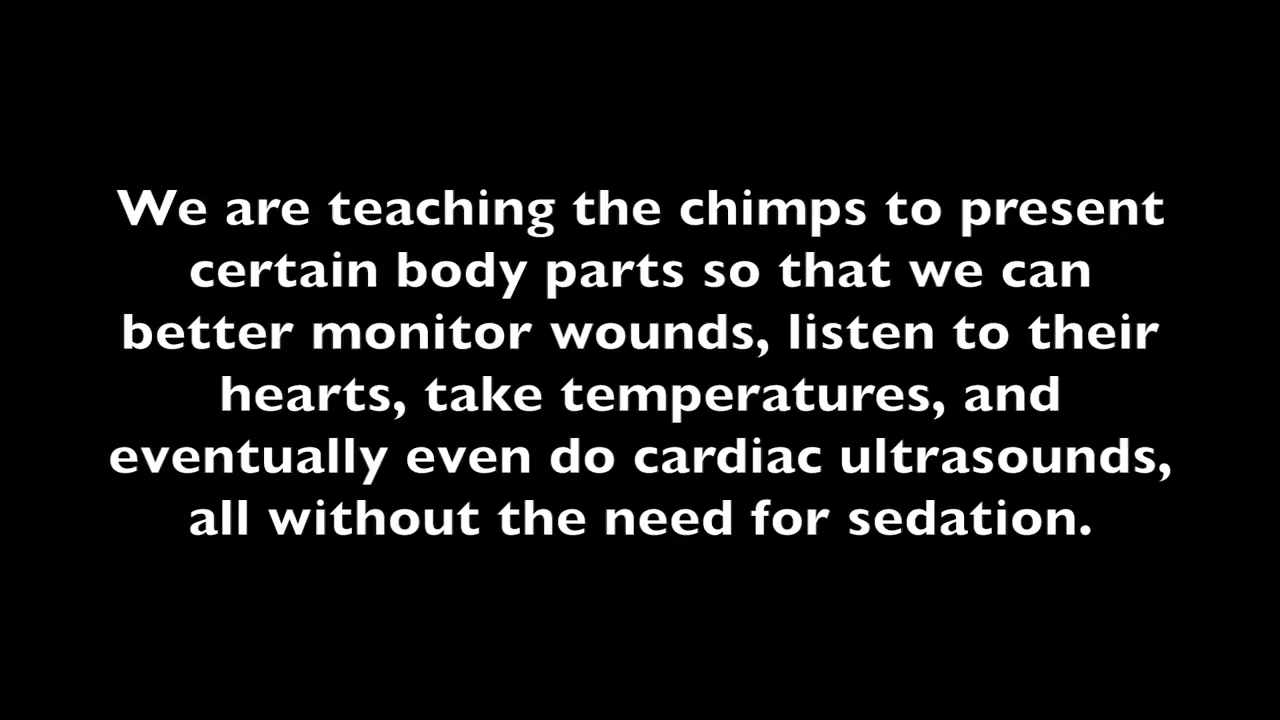 We are teaching the chimps to present
certain body parts so that we can
better monitor wounds, listen to their
hearts, take temperatures, and
eventually even do cardiac ultrasounds,
all without the need for sedation.